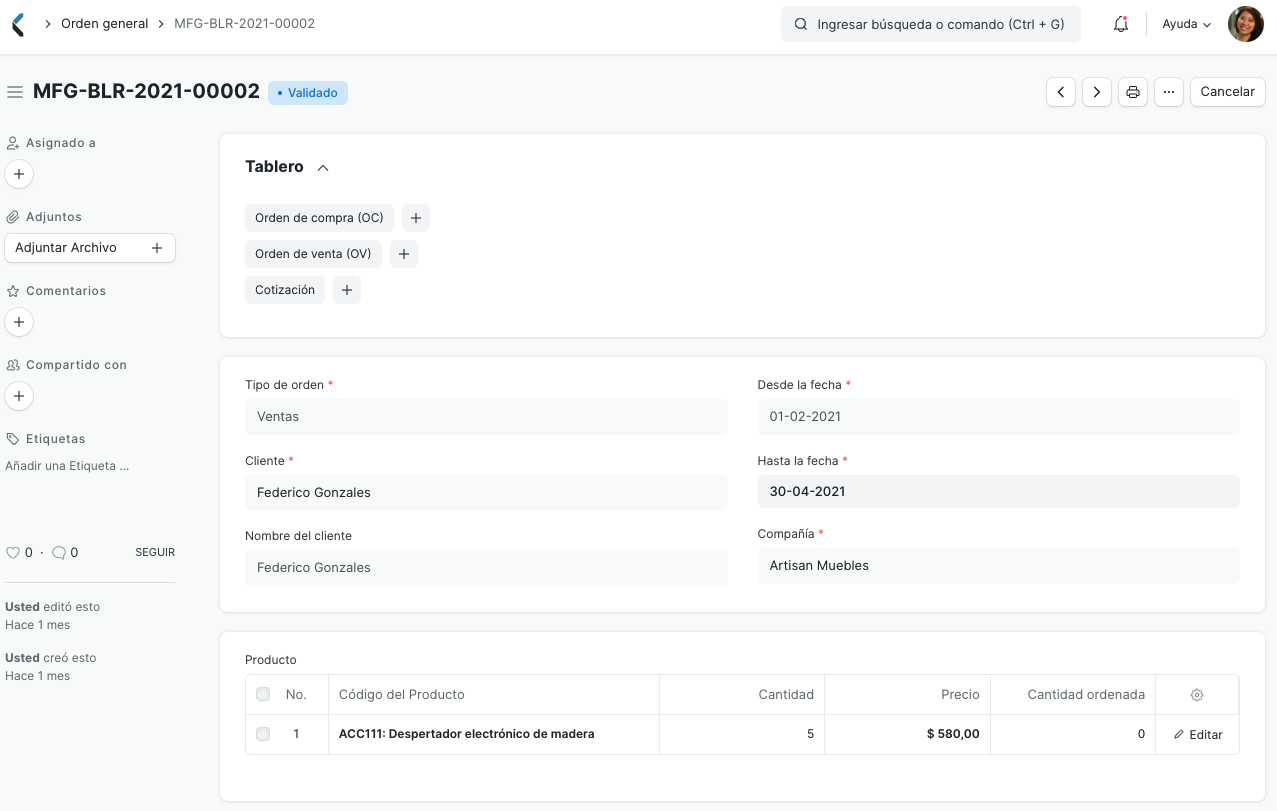 Orden general
MFG-BLR-2021-00002
Ingresar búsqueda o comando (Ctrl + G)
Ayuda
MFG-BLR-2021-00002
Validado
Cancelar
Asignado a
Adjuntos
Adjuntar Archivo
Comentarios
Compartido con
Etiquetas
Añadir una Etiqueta ...
0 · 0 SEGUIR
Usted editó esto
Hace 1 mes
Usted creó esto
Hace 1 mes
Tablero
Orden de compra (OC)
Orden de venta (OV)
Cotización
Tipo de orden *
Ventas
Cliente *
Federico Gonzales
Nombre del cliente
Federico Gonzales
Desde la fecha *
01-02-2021
Hasta la fecha *
30-04-2021
Compañía *
Artisan Muebles
Producto
No. Código del Producto Cantidad Precio Cantidad ordenada
1 ACC111: Despertador electrónico de madera 5 $ 580,00 0 Editar